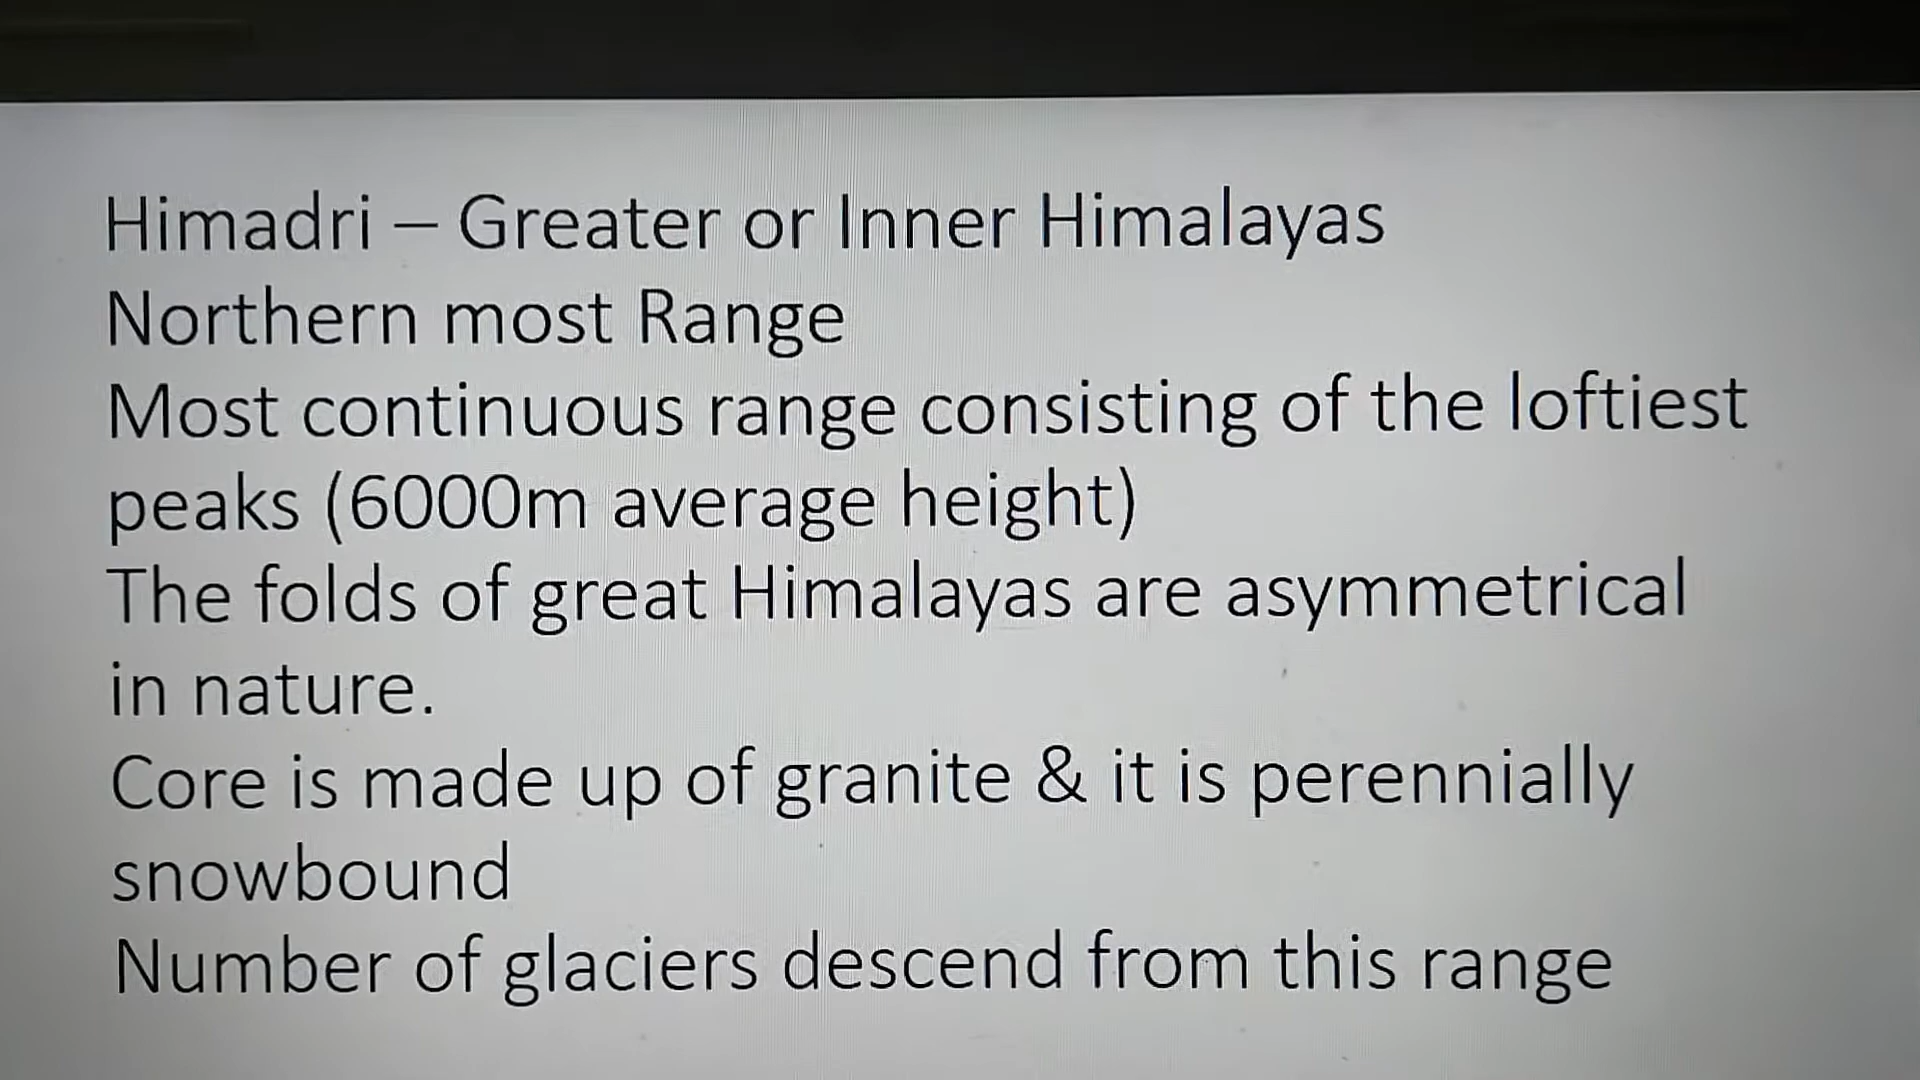 Himadri – Greater or Inner Himalayas
Northern most Range
Most continuous range consisting of the loftiest
peaks (6000m average height)
The folds of great Himalayas are asymmetrical
in nature.
Core is made up of granite & it is perennially
snowbound
Number of glaciers descend from this range